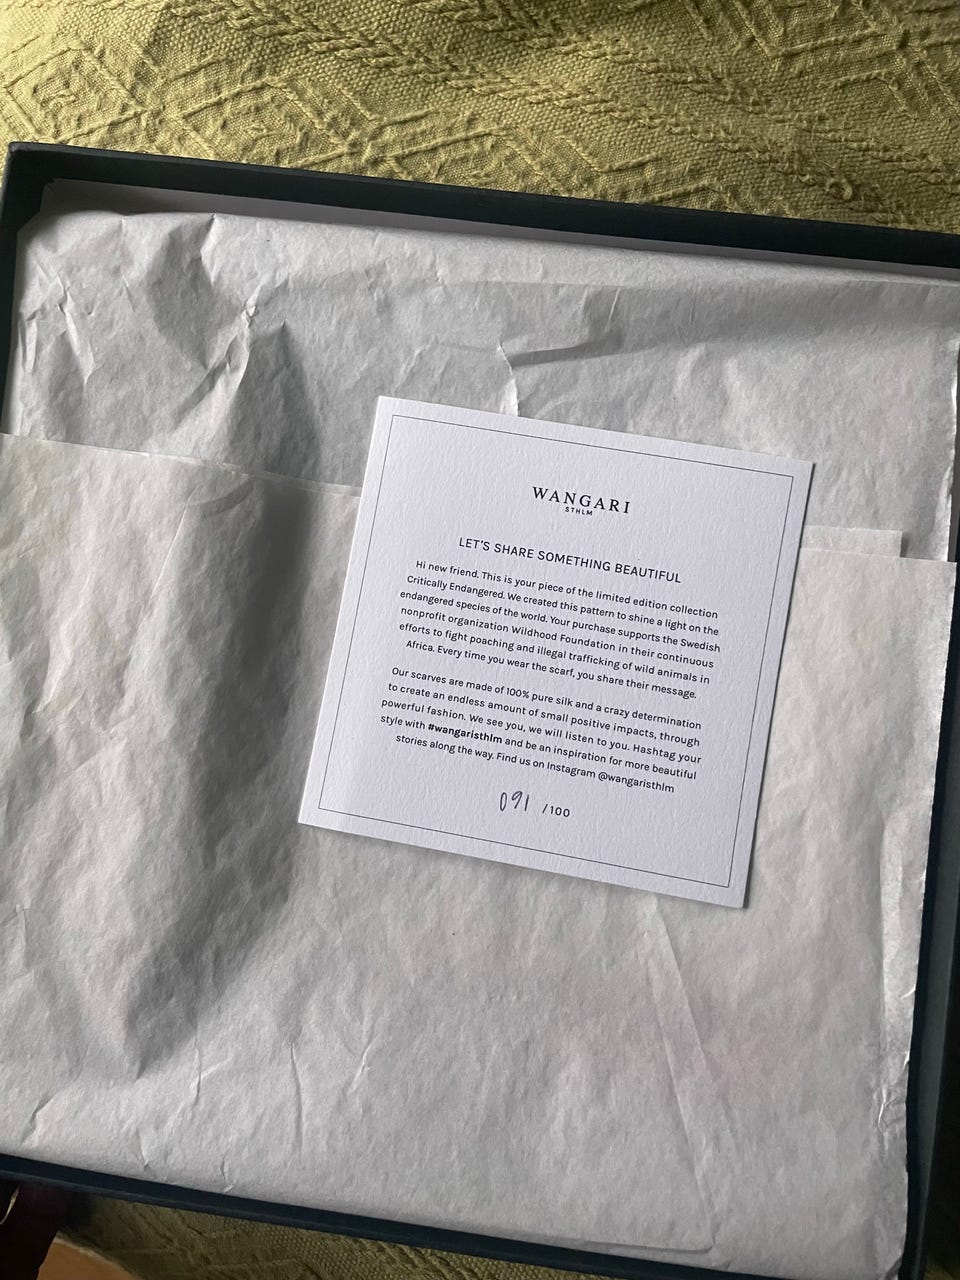 WANGARI
STHLM
LET'S SHARE SOMETHING BEAUTIFUL
Hi new friend. This is your piece of the limited edition collection
Critically Endangered. We created this pattern to shine a light on the
endangered species of the world. Your purchase supports the Swedish
nonprofit organization Wildhood Foundation in their continuous
efforts to fight poaching and illegal trafficking of wild animals in
Africa. Every time you wear the scarf, you share their message.
Our scarves are made of 100% pure silk and a crazy determination
to create an endless amount of small positive impacts, through
powerful fashion. We see you, we will listen to you. Hashtag your
style with #wangaristhlm and be an inspiration for more beautiful
stories along the way. Find us on Instagram @wangaristhlm
091 /100